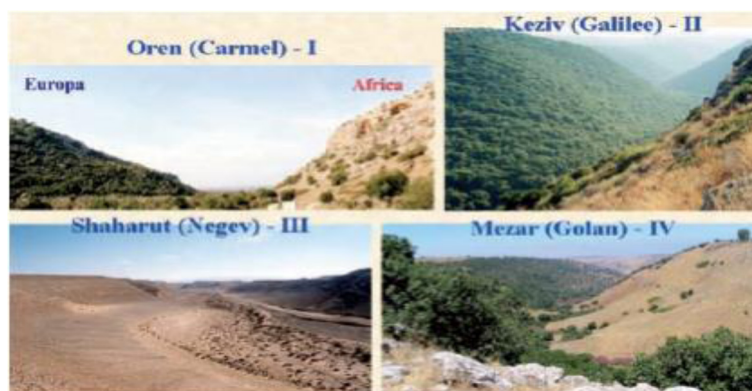 Oren (Carmel) - I
Europa
Africa
Keziv (Galilee) - II
Shaharut (Negev) - III
Mezar (Golan) - IV